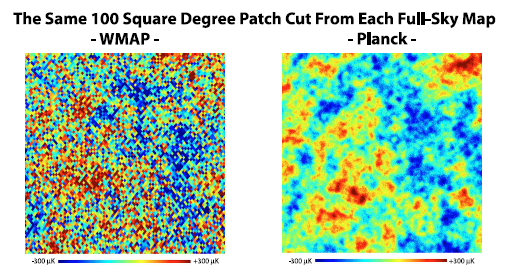 The Same 100 Square Degree Patch Cut From Each Full-Sky Map
- WMAP -
- Planck -
-300 µK
+300 µK
-300 µK
+300 µK